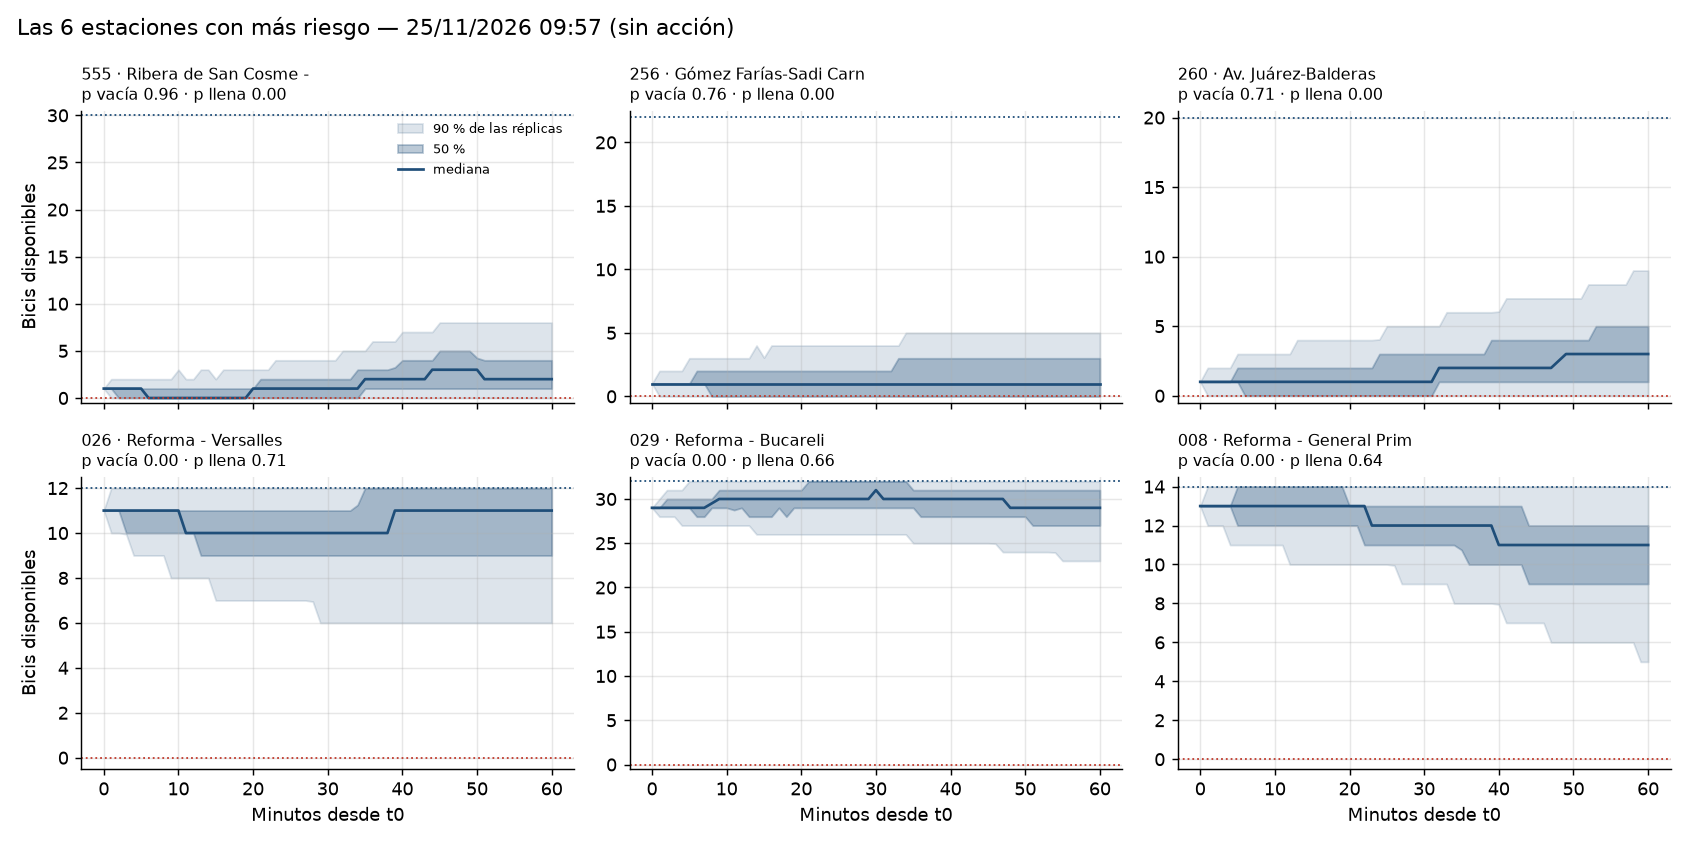 Las 6 estaciones con más riesgo — 25/11/2026 09:57 (sin acción)
555 · Ribera de San Cosme -
p vacía 0.96 · p llena 0.00
30
25
20
15
10
5
0
Bicis disponibles
90 % de las réplicas
50 %
mediana
256 · Gómez Farías-Sadi Carn
p vacía 0.76 · p llena 0.00
20
15
10
5
0
260 · Av. Juárez-Balderas
p vacía 0.71 · p llena 0.00
20
15
10
5
0
026 · Reforma - Versalles
p vacía 0.00 · p llena 0.71
12
10
8
6
4
2
0
Bicis disponibles
0 10 20 30 40 50 60
Minutos desde t0
029 · Reforma - Bucareli
p vacía 0.00 · p llena 0.66
30
25
20
15
10
5
0
0 10 20 30 40 50 60
Minutos desde t0
008 · Reforma - General Prim
p vacía 0.00 · p llena 0.64
14
12
10
8
6
4
2
0
0 10 20 30 40 50 60
Minutos desde t0